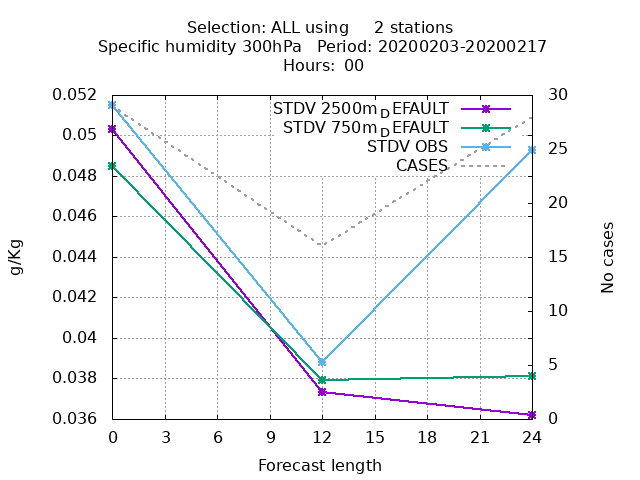 Selection: ALL using     2 stations
Specific humidity 300hPa   Period: 20200203-20200217
Hours:  00
0.052
0.05
0.048
0.046
0.044
0.042
0.04
0.038
0.036
g/Kg
STDV 2500m_DEFAULT
STDV 750m_DEFAULT
STDV OBS
CASES
30
25
20
15
10
5
0
No cases
0 3 6 9 12 15 18 21 24
Forecast length